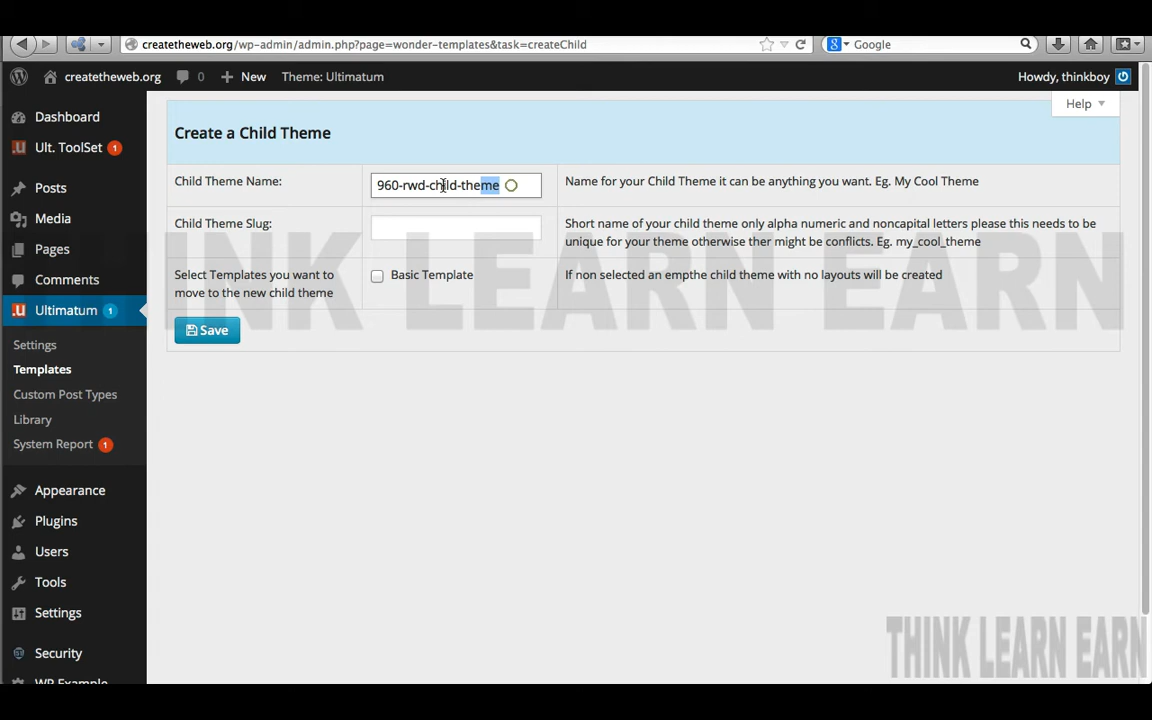 createtheweb.org/wp-admin/admin.php?page=wonder-templates&task=createChild
Google
createtheweb.org 0 New Theme: Ultimatum Howdy, thinkboy
Help
Dashboard
Ult. ToolSet 1
Posts
Media
Pages
Comments
Ultimatum 1
Settings
Templates
Custom Post Types
Library
System Report 1
Appearance
Plugins
Users
Tools
Settings
Security
WP Example
Create a Child Theme
Child Theme Name: 960-rwd-child-theme Name for your Child Theme it can be anything you want. Eg. My Cool Theme
Child Theme Slug: Short name of your child theme only alpha numeric and noncapital letters please this needs to be
unique for your theme otherwise ther might be conflicts. Eg. my_cool_theme
Select Templates you want to Basic Template If non selected an empthe child theme with no layouts will be created
move to the new child theme
Save
THINK LEARN EARN
THINK LEARN EARN